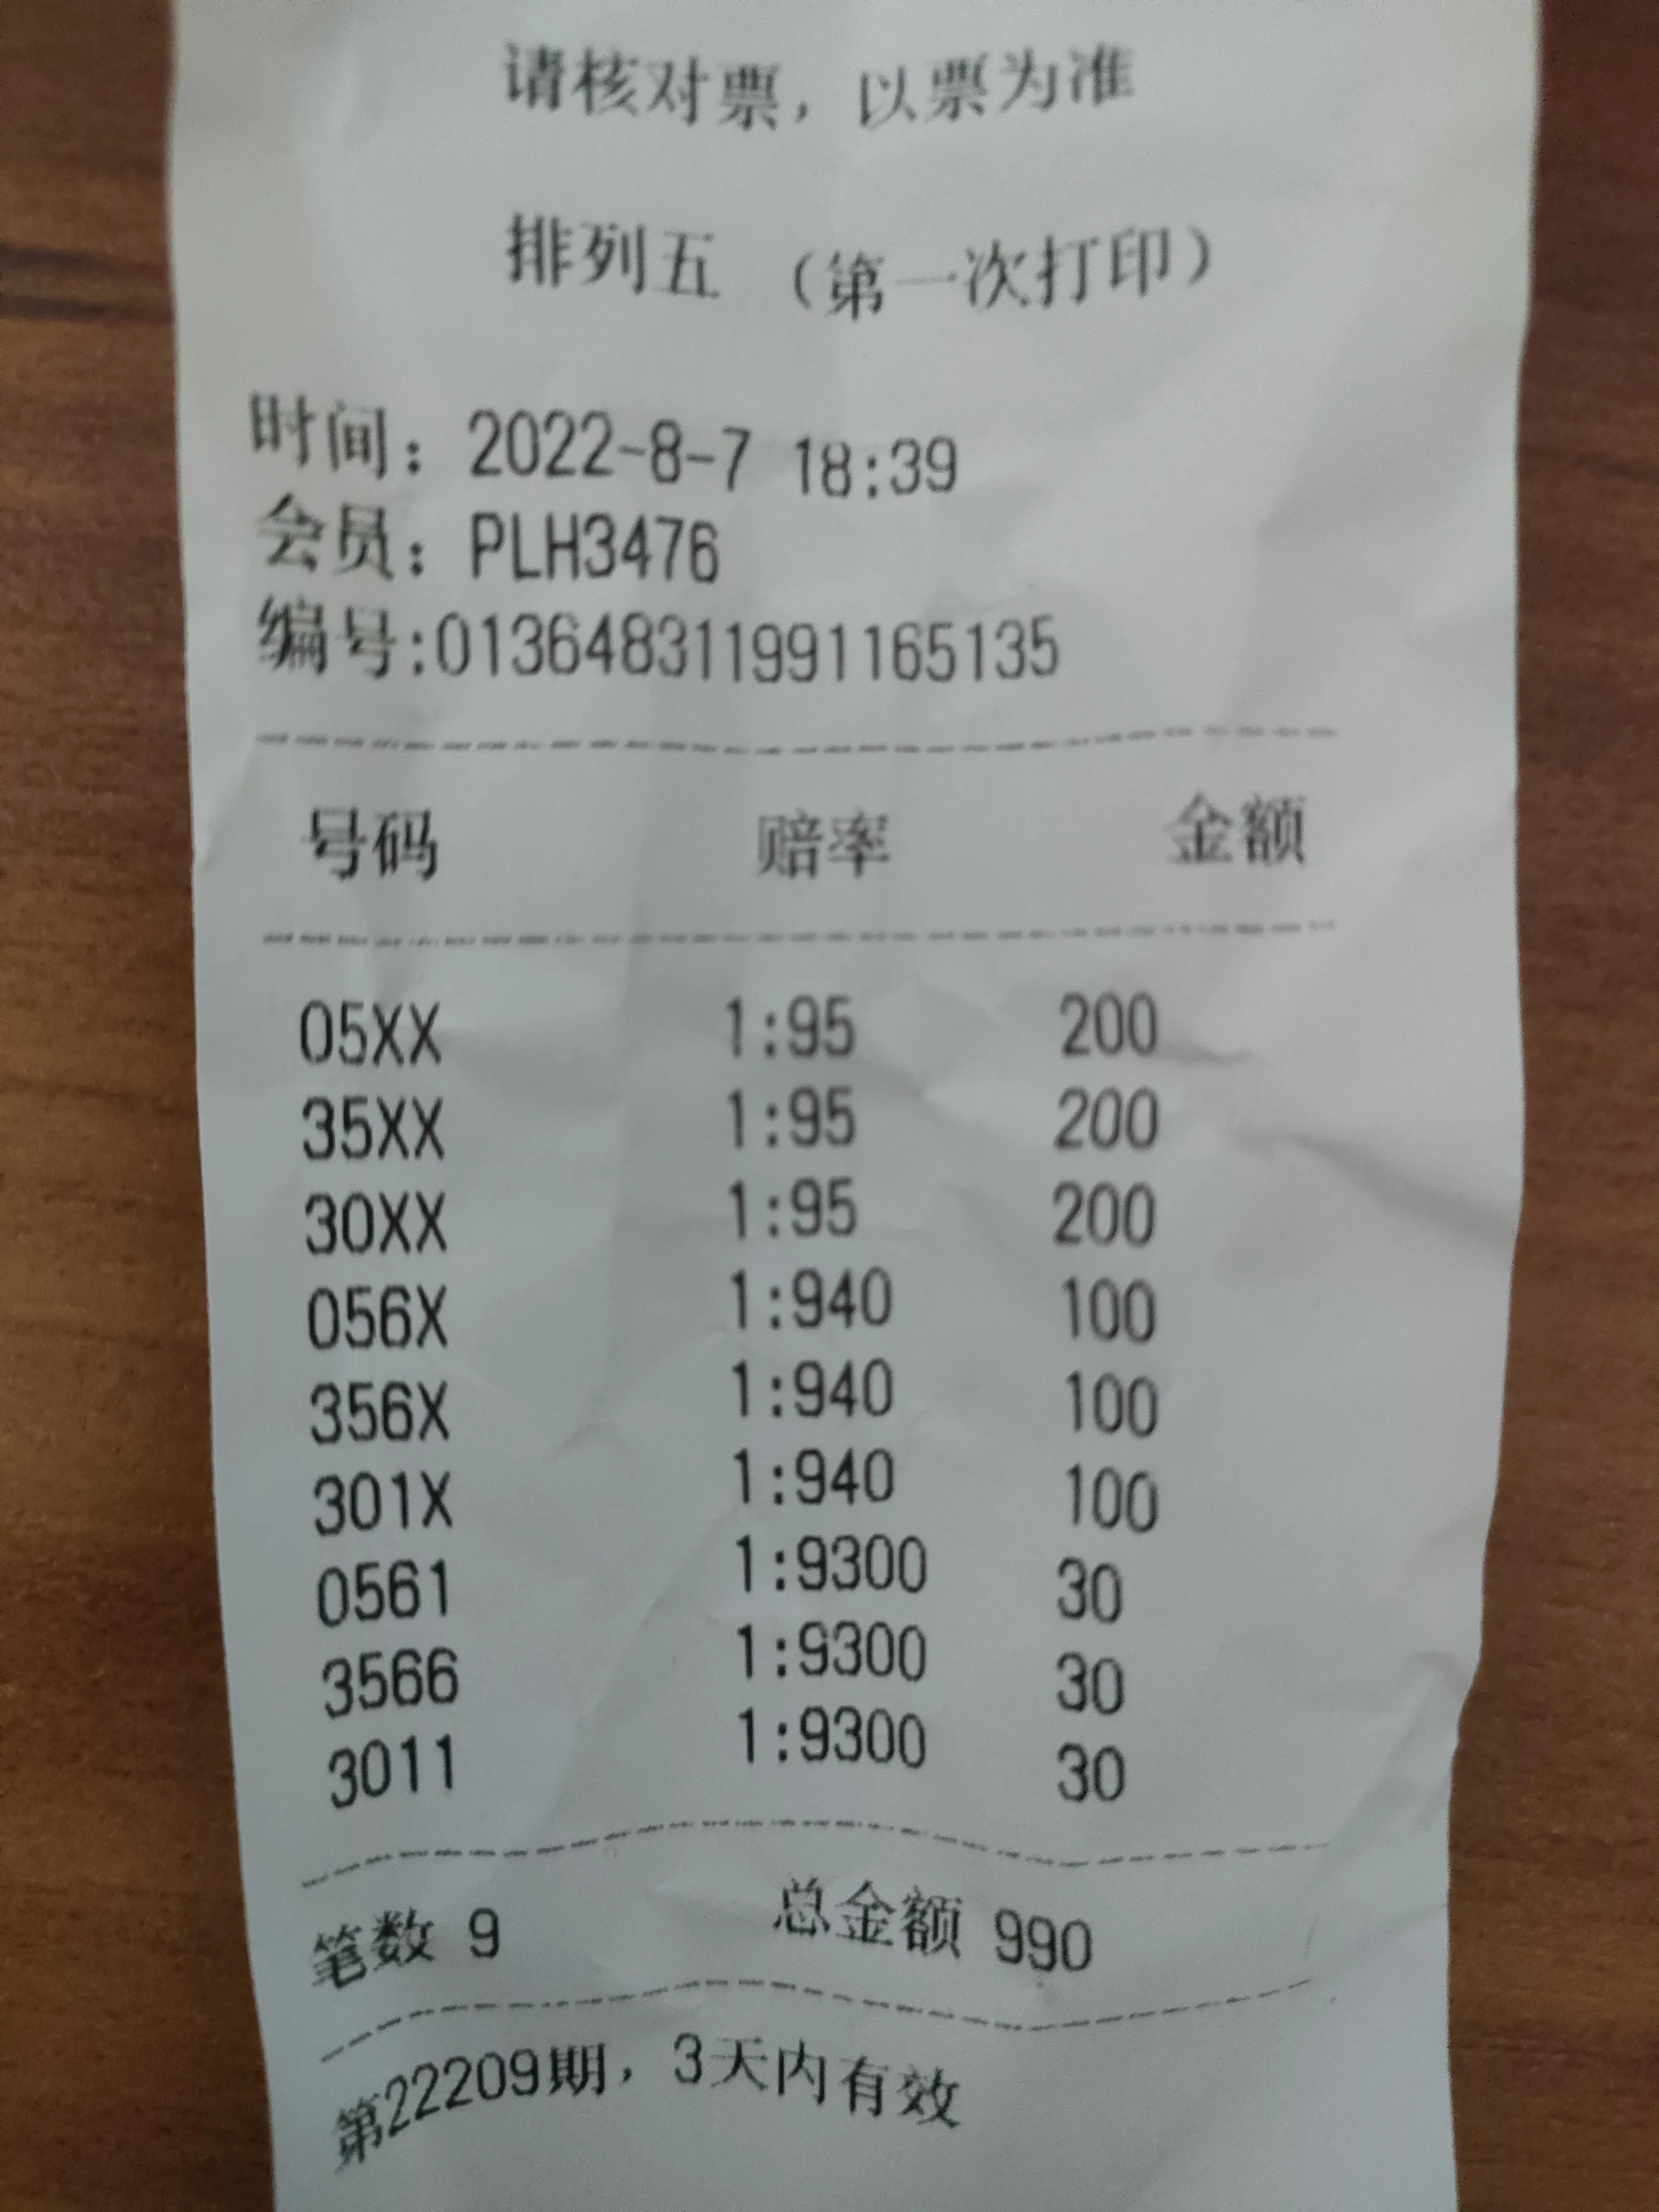 请核对票，以票为准
排列五 （第一次打印）
时间：2022-8-7 18:39
会员：PLH3476
编号:013648311991165135
号码 赔率 金额
05XX 1:95 200
35XX 1:95 200
30XX 1:95 200
056X 1:940 100
356X 1:940 100
301X 1:940 100
0561 1:9300 30
3566 1:9300 30
3011 1:9300 30
笔数 9 总金额 990
第22209期，3天内有效